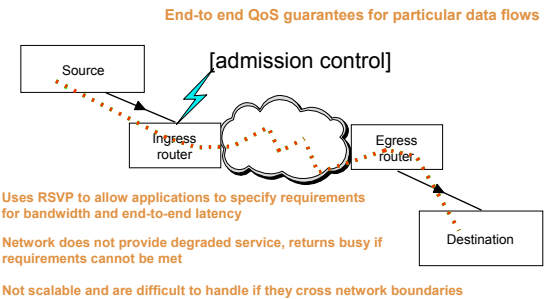 End-to end QoS guarantees for particular data flows
Source
[admission control]
Ingress
router
Egress
router
Uses RSVP to allow applications to specify requirements
for bandwidth and end-to-end latency
Network does not provide degraded service, returns busy if
requirements cannot be met
Destination
Not scalable and are difficult to handle if they cross network boundaries